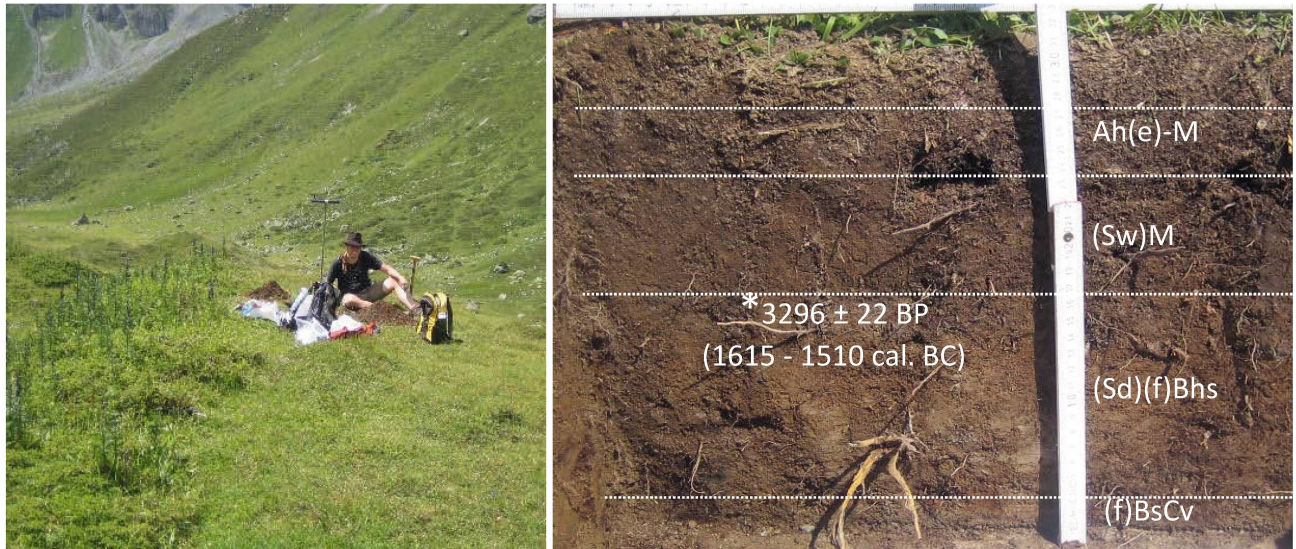 Ah(e)-M
(Sw)M
*3296 ± 22 BP
(1615 - 1510 cal. BC)
(Sd)(f)Bhs
(f)BsCv